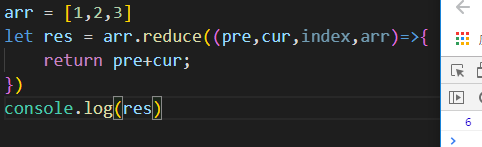 arr = [1,2,3]
let res = arr.reduce((pre,cur,index,arr)=>{
    return pre+cur;
})
console.log(res)
6